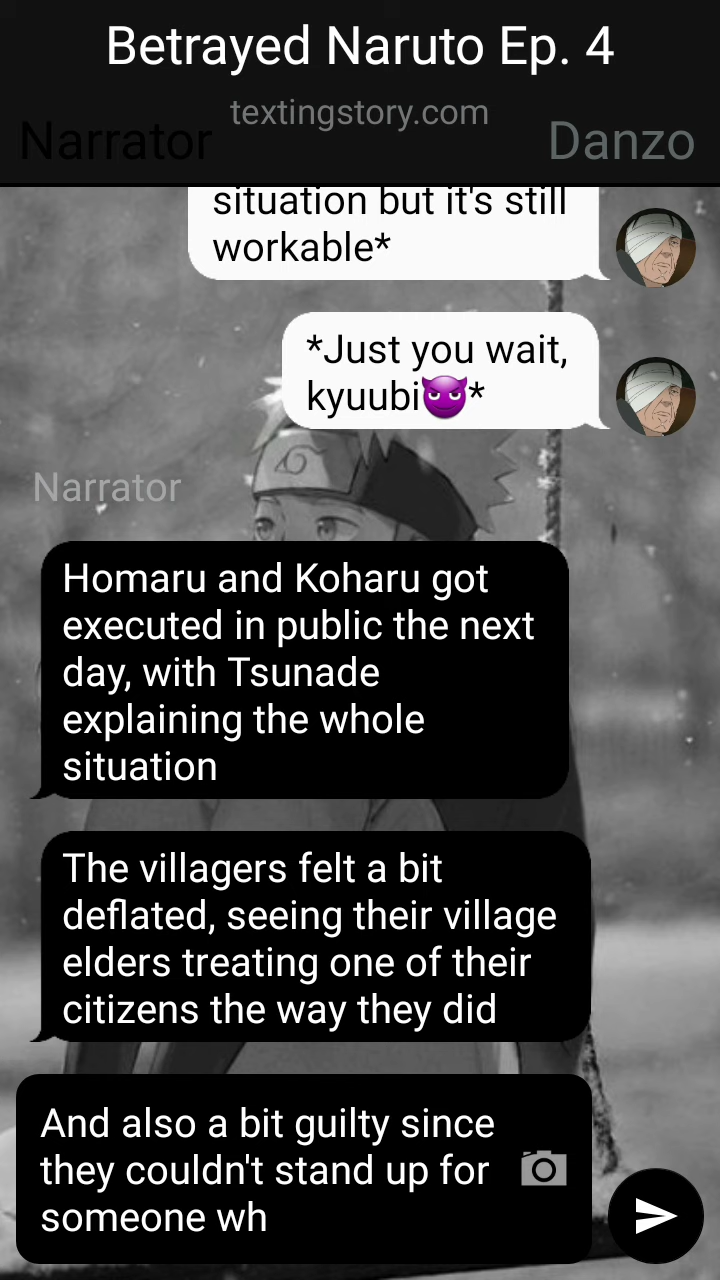 Betrayed Naruto Ep. 4
textingstory.com
Narrator
Danzo
situation but it's still
workable*
*Just you wait,
kyuubi😈*
Narrator
Homaru and Koharu got
executed in public the next
day, with Tsunade
explaining the whole
situation
The villagers felt a bit
deflated, seeing their village
elders treating one of their
citizens the way they did
And also a bit guilty since
they couldn't stand up for
someone wh